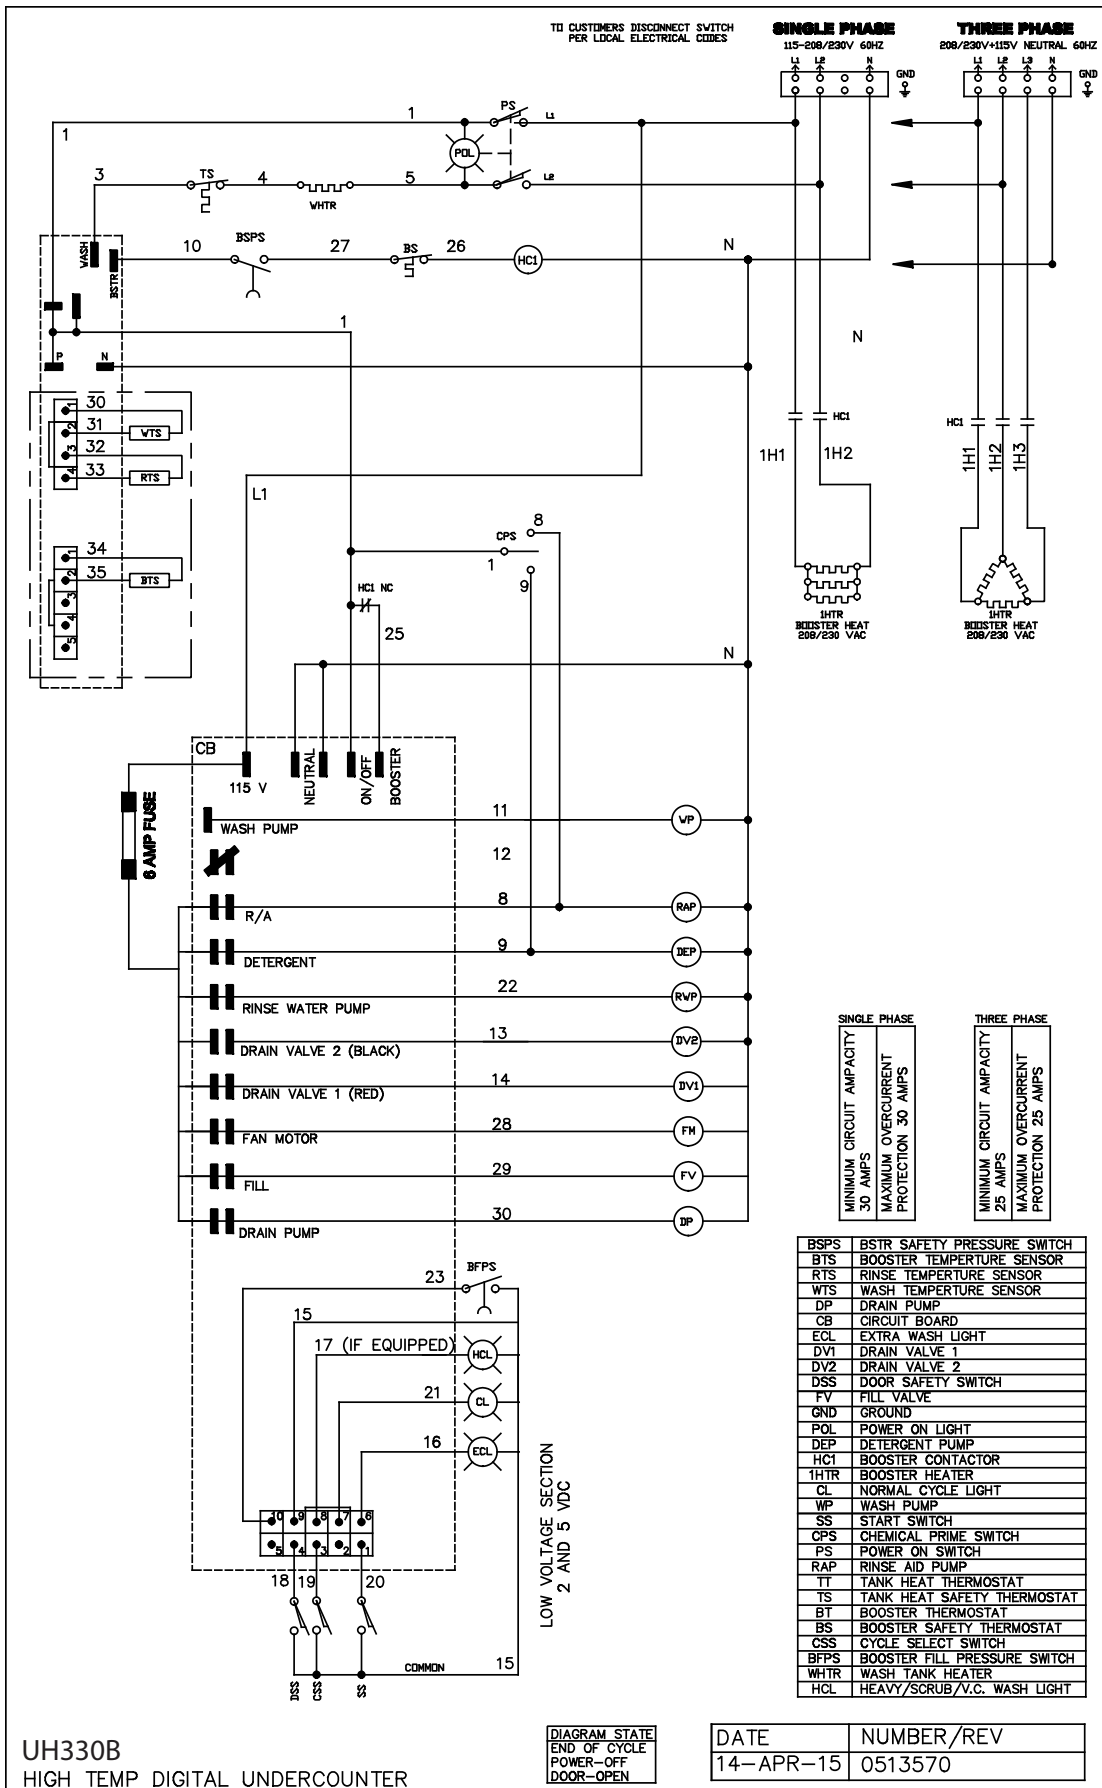 TO CUSTOMERS DISCONNECT SWITCH
PER LOCAL ELECTRICAL CODES
SINGLE PHASE
115-208/230V 60HZ
L1 L2 N
GND
THREE PHASE
208/230V+115V NEUTRAL 60HZ
L1 L2 L3 N
GND
1
1
PS
L1
POL
3
TS
4
WHTR
5
L2
WASH
BSTR
10
BSPS
27
BS
26
HC1
N
1
N
P
N
30
31
WTS
32
33
RTS
1
2
3
4
34
35
BTS
1
2
3
4
5
L1
HC1
1H1
1H2
HC1
1H1
1H2
1H3
CPS
8
1
9
HC1 NC
25
1HTR
BOOSTER HEAT
208/230 VAC
1HTR
BOOSTER HEAT
208/230 VAC
N
CB
115 V
NEUTRAL
ON/OFF
BOOSTER
6 AMP FUSE
WASH PUMP
11
WP
12
R/A
8
RAP
DETERGENT
9
DEP
RINSE WATER PUMP
22
RWP
DRAIN VALVE 2 (BLACK)
13
DV2
DRAIN VALVE 1 (RED)
14
DV1
FAN MOTOR
28
FM
FILL
29
FV
DRAIN PUMP
30
DP
23
BFPS
15
17 (IF EQUIPPED)
HCL
21
CL
16
ECL
10 9 8 7 6
5 4 3 2 1
18 19 20
DSS
CSS
SS
COMMON
15
LOW VOLTAGE SECTION
2 AND 5 VDC
SINGLE PHASE
MINIMUM CIRCUIT AMPACITY
30 AMPS
MAXIMUM OVERCURRENT
PROTECTION 30 AMPS
THREE PHASE
MINIMUM CIRCUIT AMPACITY
25 AMPS
MAXIMUM OVERCURRENT
PROTECTION 25 AMPS
BSPS BSTR SAFETY PRESSURE SWITCH
BTS BOOSTER TEMPERTURE SENSOR
RTS RINSE TEMPERTURE SENSOR
WTS WASH TEMPERATURE SENSOR
DP DRAIN PUMP
CB CIRCUIT BOARD
ECL EXTRA WASH LIGHT
DV1 DRAIN VALVE 1
DV2 DRAIN VALVE 2
DSS DOOR SAFETY SWITCH
FV FILL VALVE
GND GROUND
POL POWER ON LIGHT
DEP DETERGENT PUMP
HC1 BOOSTER CONTACTOR
1HTR BOOSTER HEATER
CL NORMAL CYCLE LIGHT
WP WASH PUMP
SS START SWITCH
CPS CHEMICAL PRIME SWITCH
PS POWER ON SWITCH
RAP RINSE AID PUMP
TT TANK HEAT THERMOSTAT
TS TANK HEAT SAFETY THERMOSTAT
BT BOOSTER THERMOSTAT
BS BOOSTER SAFETY THERMOSTAT
CSS CYCLE SELECT SWITCH
BFPS BOOSTER FILL PRESSURE SWITCH
WHTR WASH TANK HEATER
HCL HEAVY/SCRUB/V.C. WASH LIGHT
UH330B
HIGH TEMP DIGITAL UNDERCOUNTER
DIAGRAM STATE
END OF CYCLE
POWER-OFF
DOOR-OPEN
DATE NUMBER/REV
14-APR-15 0513570